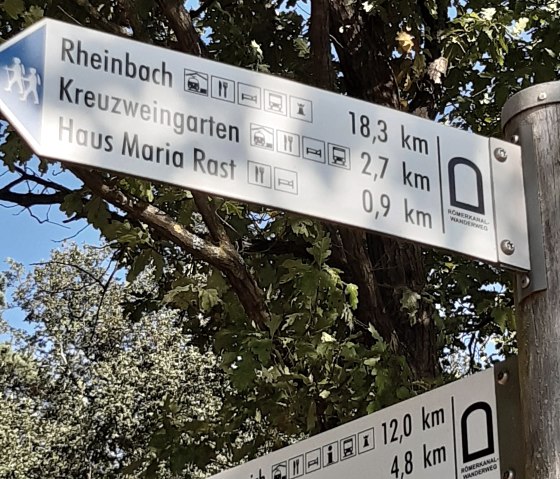 Rheinbach 18,3 km
Kreuzweingarten 2,7 km
Haus Maria Rast 0,9 km
RÖMERKANAL-
WANDERWEG
12,0 km
4,8 km
RÖMERKANAL-
WANDERWEG